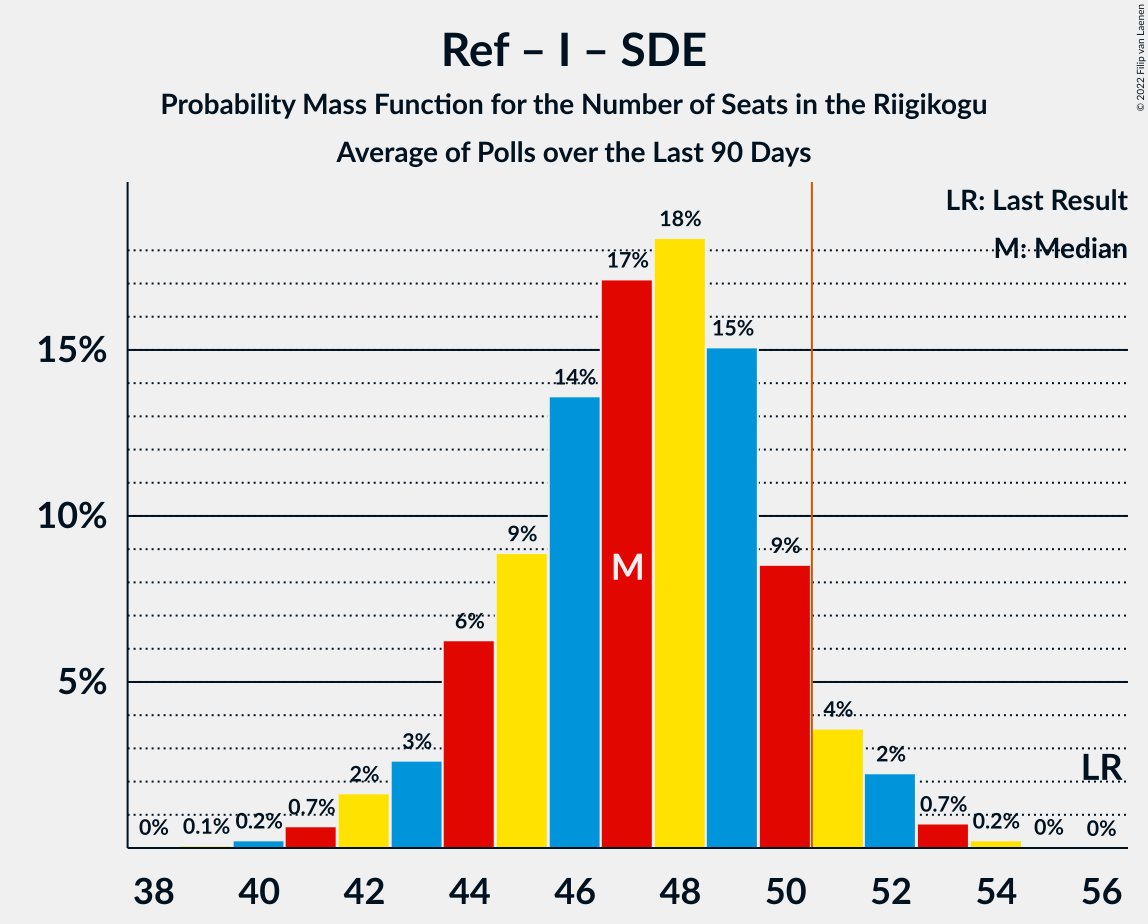 Ref – I – SDE
Probability Mass Function for the Number of Seats in the Riigikogu
Average of Polls over the Last 90 Days
© 2022 Filip van Laenen
LR: Last Result
M: Median
15%
10%
5%
0%
0.1%
0.2%
0.7%
2%
3%
6%
9%
14%
17%
18%
15%
9%
4%
2%
0.7%
0.2%
0%
0%
M
LR
38 40 42 44 46 48 50 52 54 56